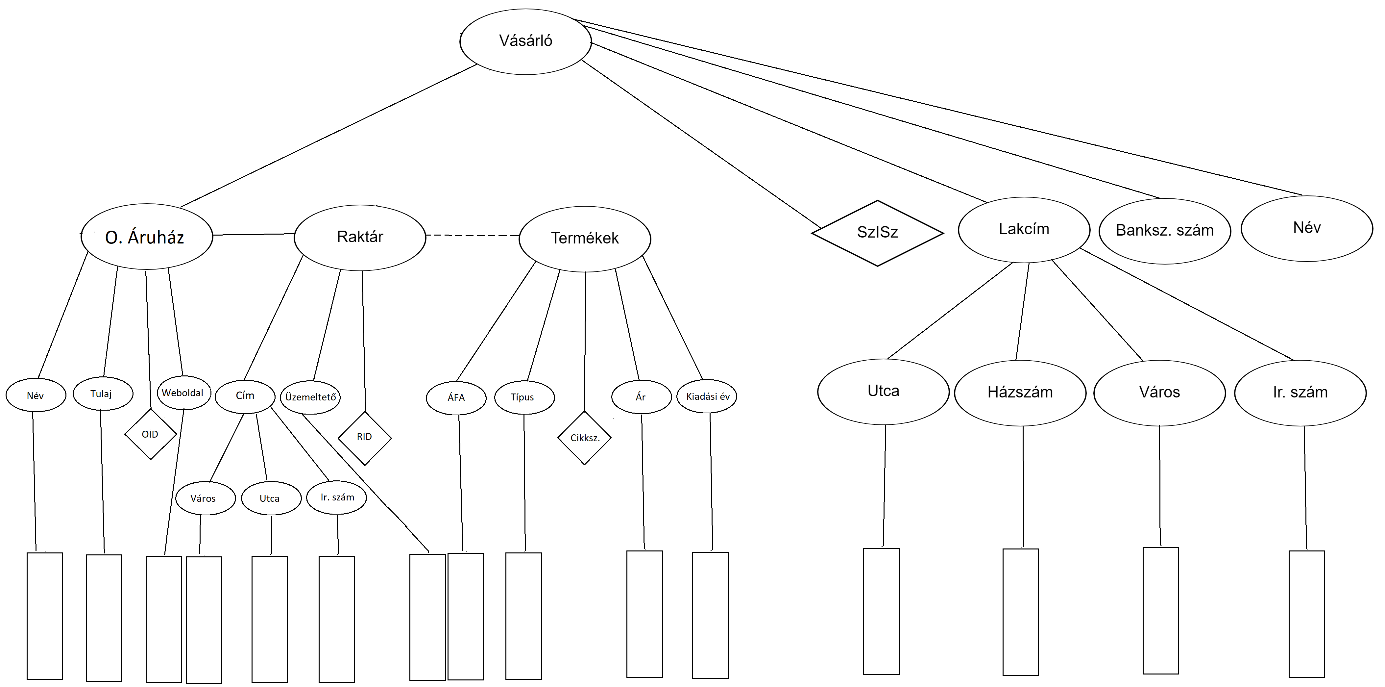 Vásárló
O. Áruház
Raktár
Termékek
SzISz
Lakcím
Banksz. szám
Név
Név
Tulaj
OID
Weboldal
Cím
Üzemeltető
RID
ÁFA
Típus
Cikksz.
Ár
Kiadási év
Utca
Házszám
Város
Ir. szám
Város
Utca
Ir. szám